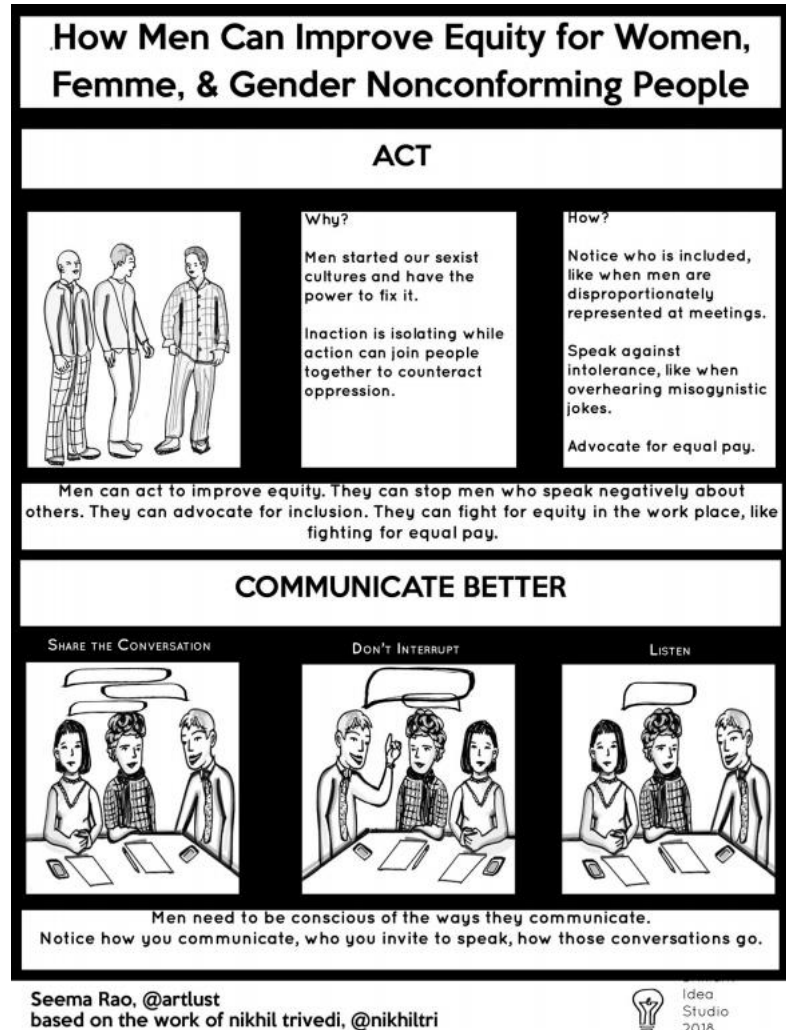 How Men Can Improve Equity for Women,
Femme, & Gender Nonconforming People
ACT
Why?
Men started our sexist
cultures and have the
power to fix it.
Inaction is isolating while
action can join people
together to counteract
oppression.
How?
Notice who is included,
like when men are
disproportionately
represented at meetings.
Speak against
intolerance, like when
overhearing misogynistic
jokes.
Advocate for equal pay.
Men can act to improve equity. They can stop men who speak negatively about
others. They can advocate for inclusion. They can fight for equity in the work place, like
fighting for equal pay.
COMMUNICATE BETTER
SHARE THE CONVERSATION
DON'T INTERRUPT
LISTEN
Men need to be conscious of the ways they communicate.
Notice how you communicate, who you invite to speak, how those conversations go.
Seema Rao, @artlust
based on the work of nikhil trivedi, @nikhiltri
Idea
Studio
2018